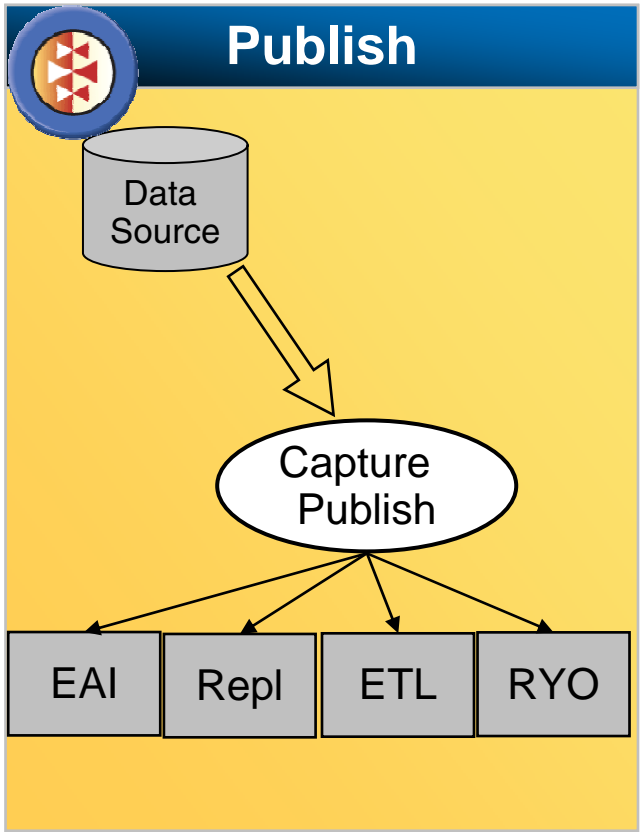 Publish
Data
Source
Capture
Publish
EAI
Repl
ETL
RYO